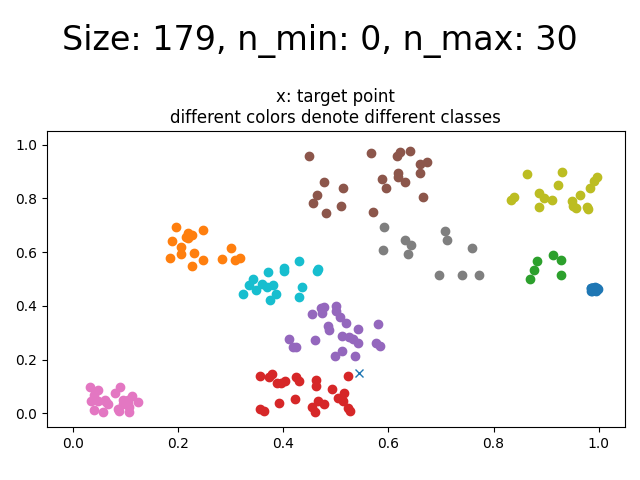 Size: 179, n_min: 0, n_max: 30
x: target point
different colors denote different classes
1.0
0.8
0.6
0.4
0.2
0.0
0.0 0.2 0.4 0.6 0.8 1.0